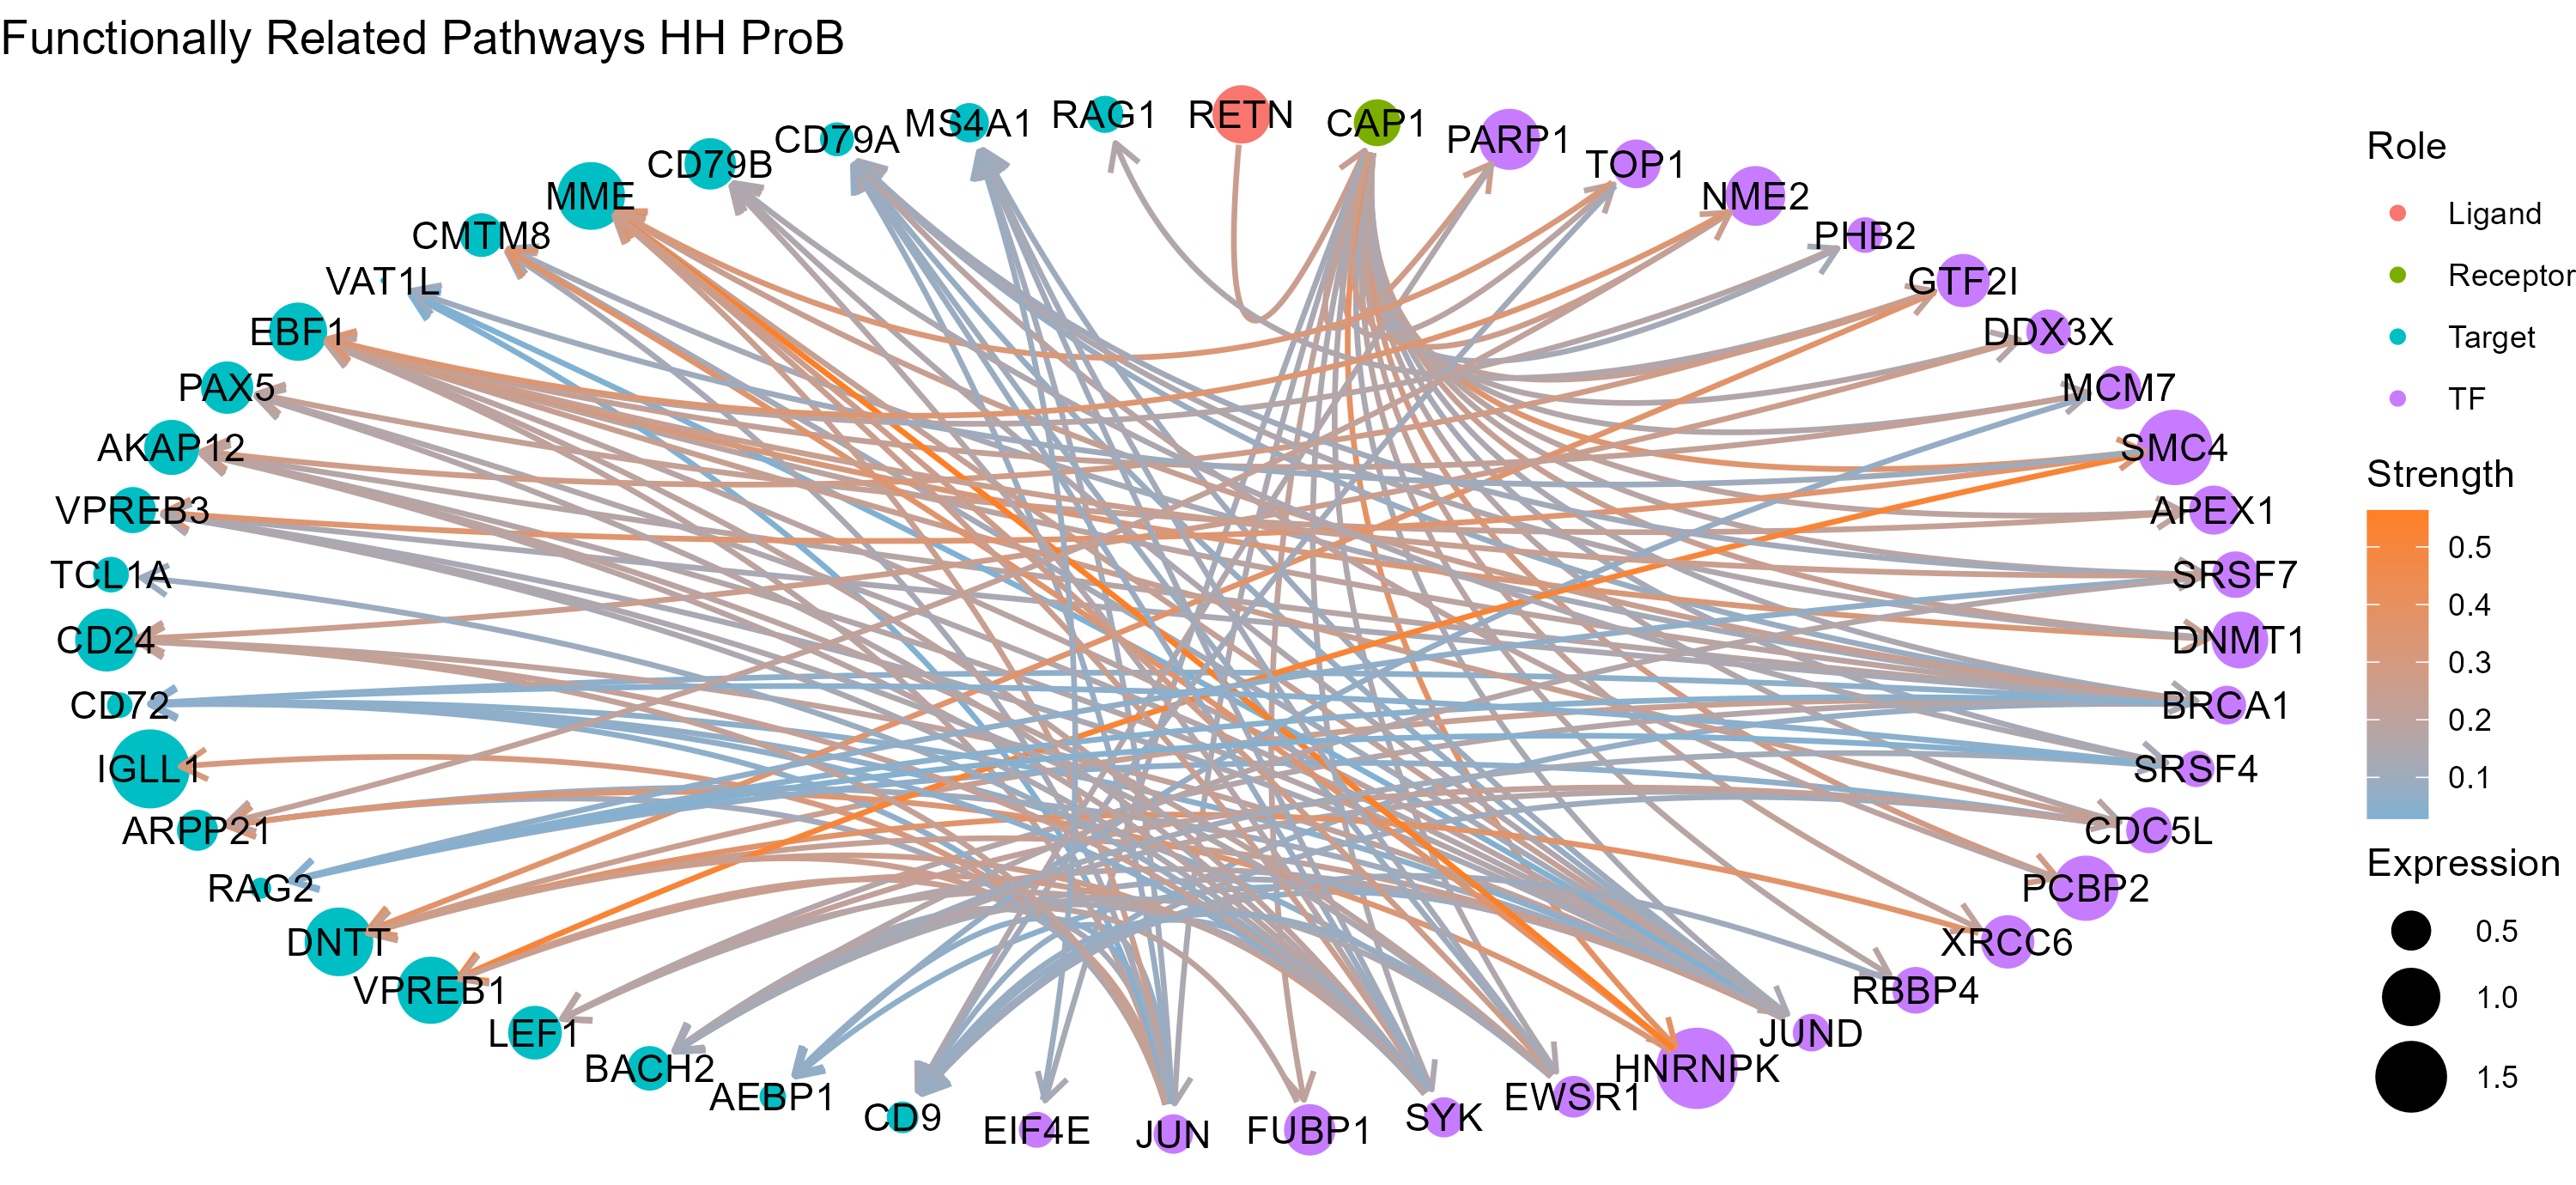 Functionally Related Pathways HH ProB
RETN
CAP1
PARP1
TOP1
NME2
PHB2
GTF2I
DDX3X
MCM7
SMC4
APEX1
SRSF7
DNMT1
BRCA1
SRSF4
CDC5L
PCBP2
XRCC6
RBBP4
JUND
HNRNPK
EWSR1
SYK
FUBP1
JUN
EIF4E
CD9
AEBP1
BACH2
LEF1
VPREB1
DNTT
RAG2
ARPP21
IGLL1
CD72
CD24
TCL1A
VPREB3
AKAP12
PAX5
EBF1
VAT1L
CMTM8
MME
CD79B
CD79A
MS4A1
RAG1
Role
Ligand
Receptor
Target
TF
Strength
0.5
0.4
0.3
0.2
0.1
Expression
0.5
1.0
1.5